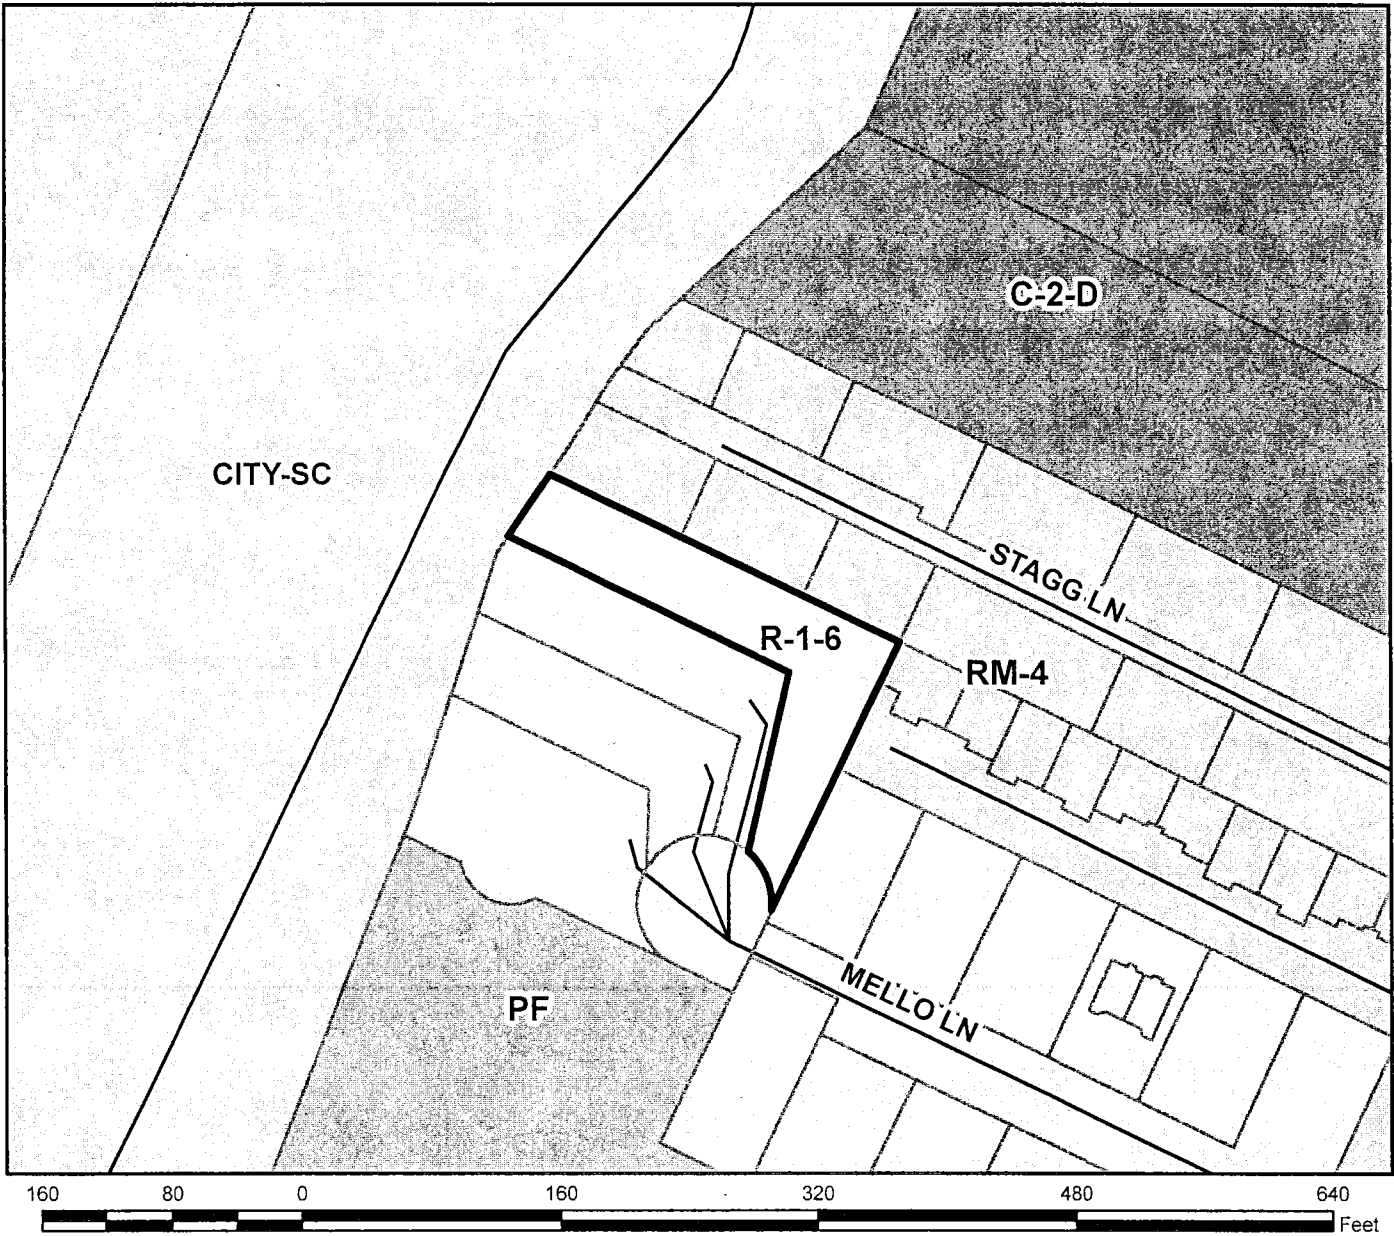 C-2-D
CITY-SC
STAGG LN
R-1-6
RM-4
MELLO LN
PF
160 80 0 160 320 480 640
Feet